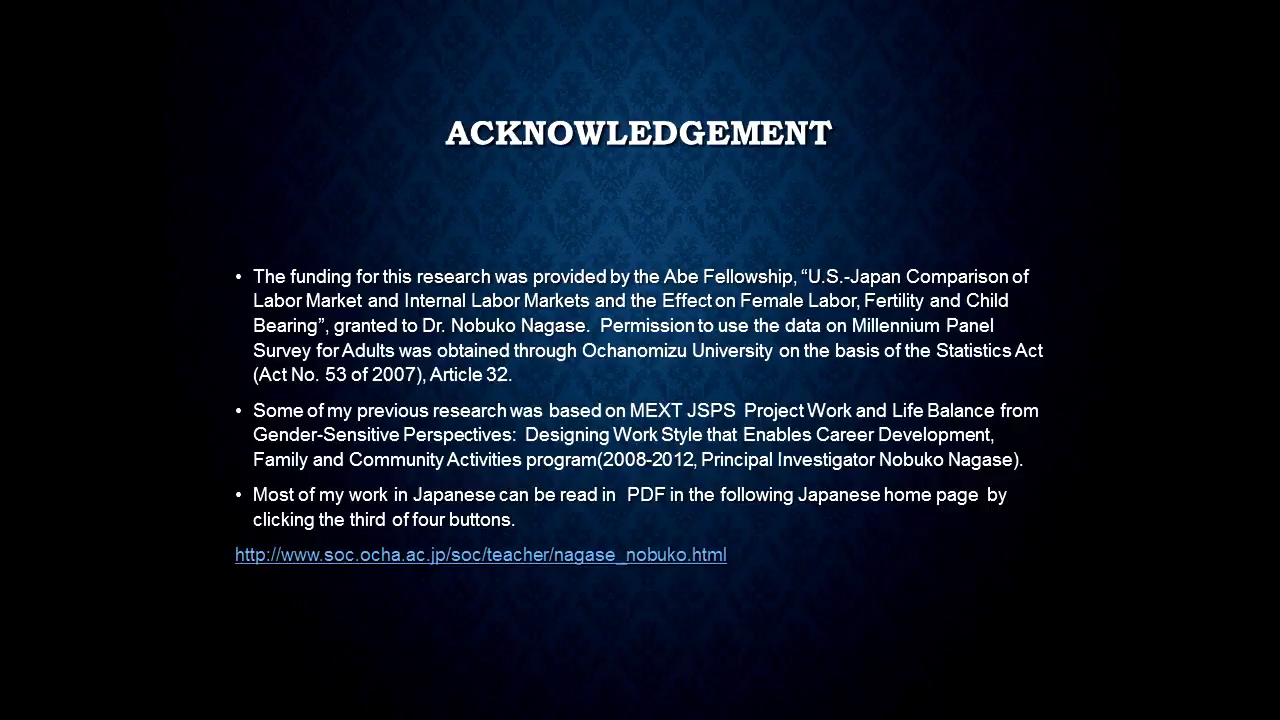 ACKNOWLEDGEMENT
• The funding for this research was provided by the Abe Fellowship, “U.S.-Japan Comparison of
Labor Market and Internal Labor Markets and the Effect on Female Labor, Fertility and Child
Bearing”, granted to Dr. Nobuko Nagase.  Permission to use the data on Millennium Panel
Survey for Adults was obtained through Ochanomizu University on the basis of the Statistics Act
(Act No. 53 of 2007), Article 32.
• Some of my previous research was based on MEXT JSPS  Project Work and Life Balance from
Gender-Sensitive Perspectives:  Designing Work Style that Enables Career Development,
Family and Community Activities program(2008-2012, Principal Investigator Nobuko Nagase).
• Most of my work in Japanese can be read in  PDF in the following Japanese home page  by
clicking the third of four buttons.
http://www.soc.ocha.ac.jp/soc/teacher/nagase_nobuko.html